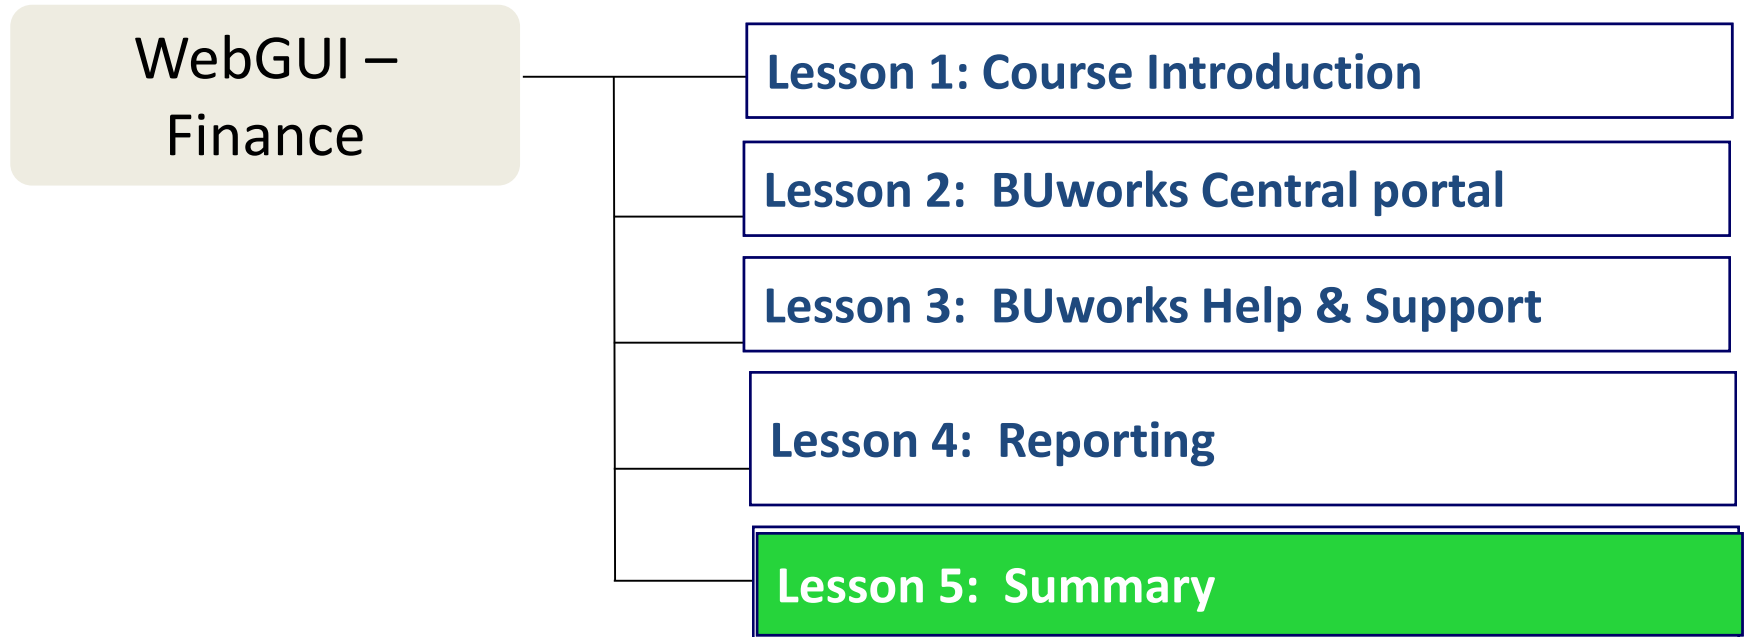 WebGUI –
Finance
Lesson 1: Course Introduction
Lesson 2:  BUworks Central portal
Lesson 3:  BUworks Help & Support
Lesson 4:  Reporting
Lesson 5:  Summary